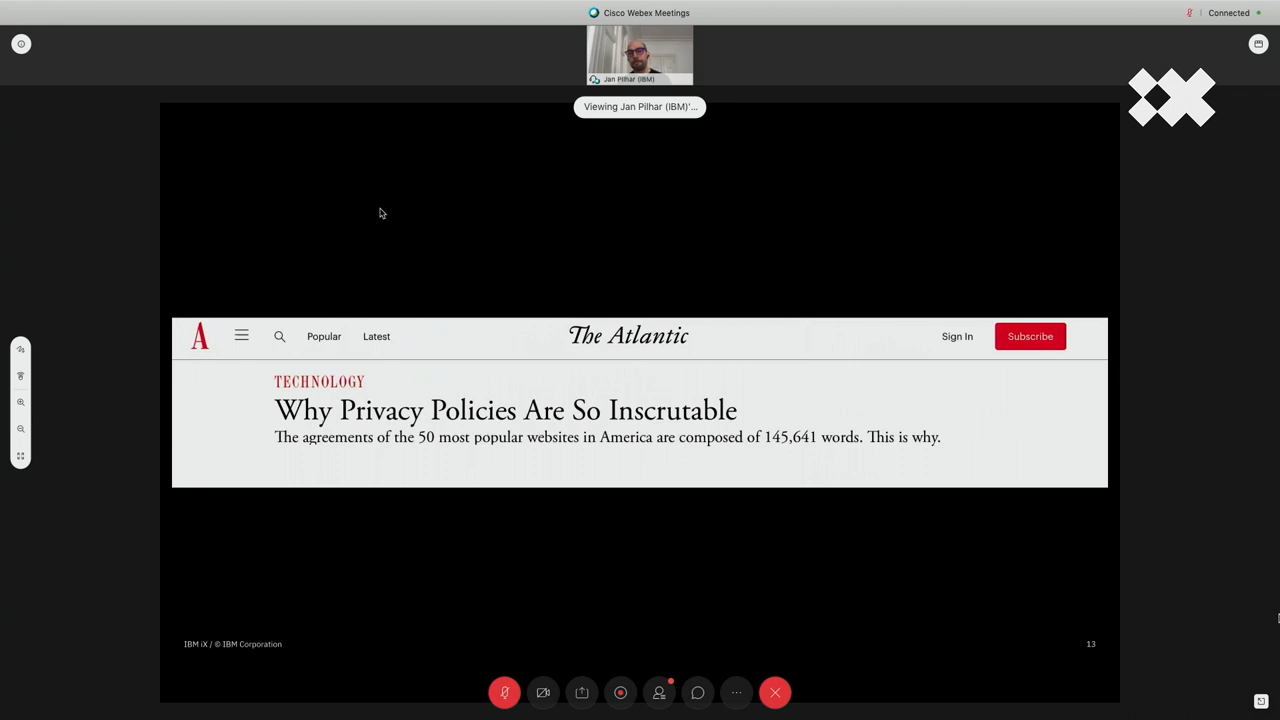 Cisco Webex Meetings
Connected
Jan Pilhar (IBM)
Viewing Jan Pilhar (IBM)'...
A
Popular
Latest
The Atlantic
Sign In
Subscribe
TECHNOLOGY
Why Privacy Policies Are So Inscrutable
The agreements of the 50 most popular websites in America are composed of 145,641 words. This is why.
IBM iX / © IBM Corporation
13